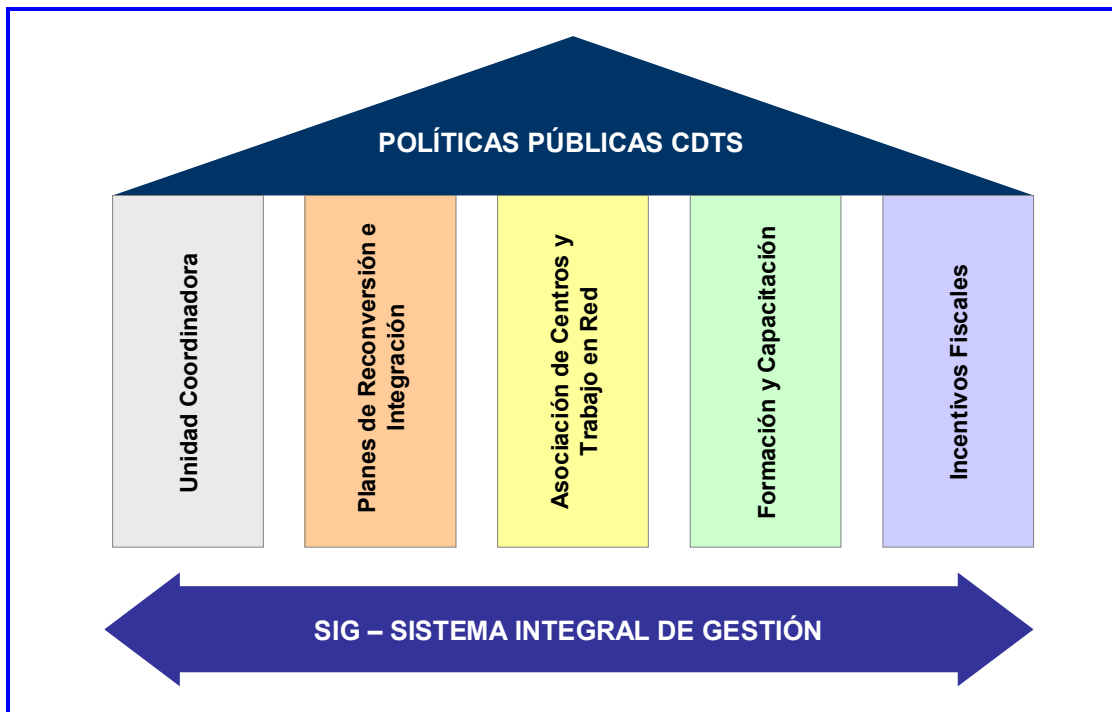 POLÍTICAS PÚBLICAS CDTS
Unidad Coordinadora
Planes de Reconversión e
Integración
Asociación de Centros y
Trabajo en Red
Formación y Capacitación
Incentivos Fiscales
SIG – SISTEMA INTEGRAL DE GESTIÓN